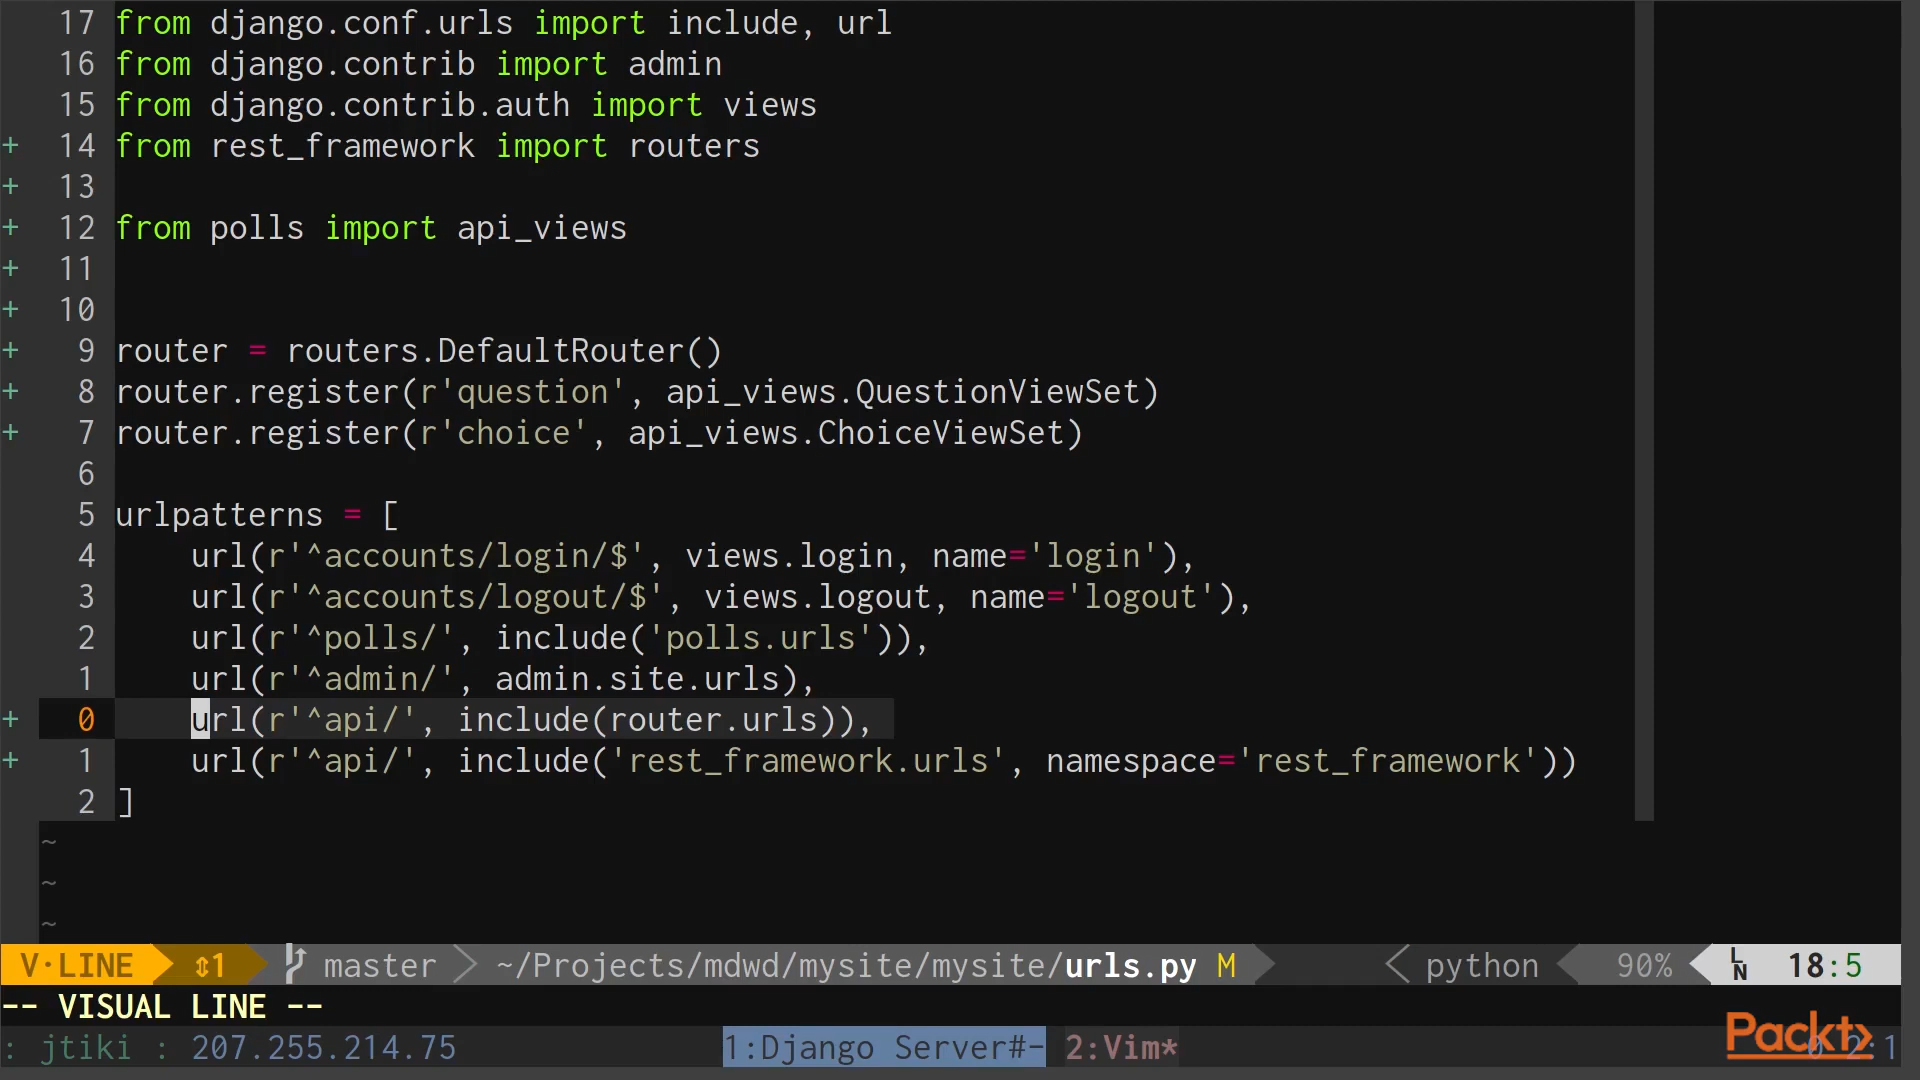 17 from django.conf.urls import include, url
16 from django.contrib import admin
15 from django.contrib.auth import views
+ 14 from rest_framework import routers
+ 13
+ 12 from polls import api_views
+ 11
+ 10
+ 9 router = routers.DefaultRouter()
+ 8 router.register(r'question', api_views.QuestionViewSet)
+ 7 router.register(r'choice', api_views.ChoiceViewSet)
6
5 urlpatterns = [
4     url(r'^accounts/login/$', views.login, name='login'),
3     url(r'^accounts/logout/$', views.logout, name='logout'),
2     url(r'^polls/', include('polls.urls')),
1     url(r'^admin/', admin.site.urls),
+ 0     url(r'^api/', include(router.urls)),
+ 1     url(r'^api/', include('rest_framework.urls', namespace='rest_framework'))
2 ]
~
~
~
V·LINE ↕1 master ~/Projects/mdwd/mysite/mysite/urls.py M python 90% LN 18:5
-- VISUAL LINE --
: jtiki : 207.255.214.75 1:Django Server#- 2:Vim*
Packt>